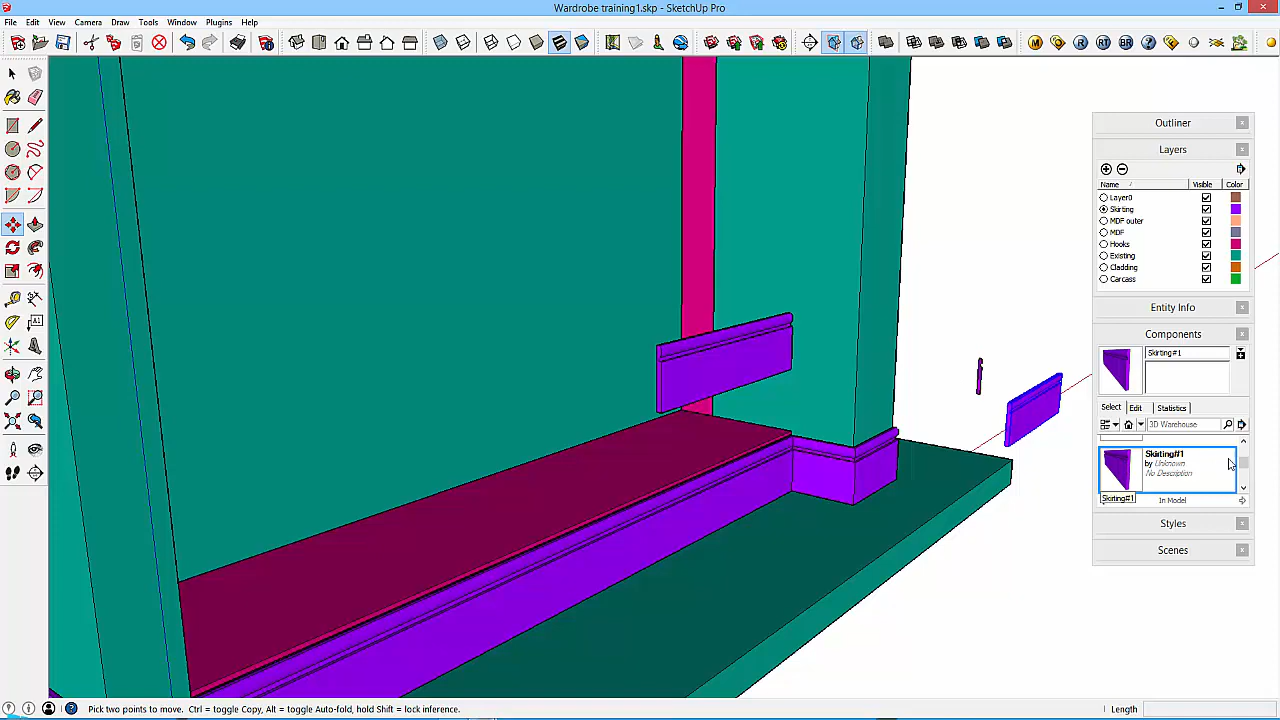 Wardrobe training1.skp - SketchUp Pro
File Edit View Camera Draw Tools Window Plugins Help
M O R RT BR ?
A1
Outliner
Layers
Name Visible Color
Layer0
Skirting
MDF outer
MDF
Hooks
Existing
Cladding
Carcass
Entity Info
Components
Skirting#1
Select Edit Statistics
3D Warehouse
Skirting#1
by Unknown
No Description
Skirting#1
In Model
Styles
Scenes
Pick two points to move. Ctrl = toggle Copy, Alt = toggle Auto-fold, hold Shift = lock inference.
Length